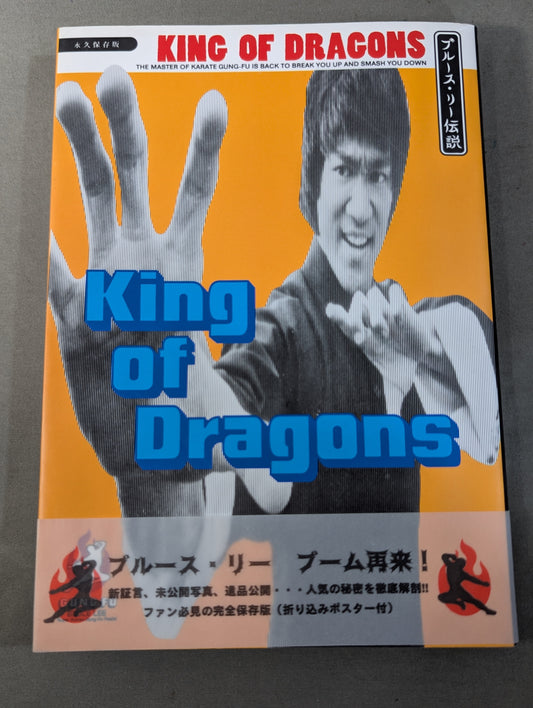 永久保存版
KING OF DRAGONS
THE MASTER OF KARATE GUNG-FU IS BACK TO BREAK YOU UP AND SMASH YOU DOWN
ブルース・リー伝説
King
of
Dragons
ブルース・リー ブーム再来!
新証言、未公開写真、遺品公開・・・人気の秘密を徹底解剖!!
ファン必見の完全保存版（折り込みポスター付）
GUNG FU